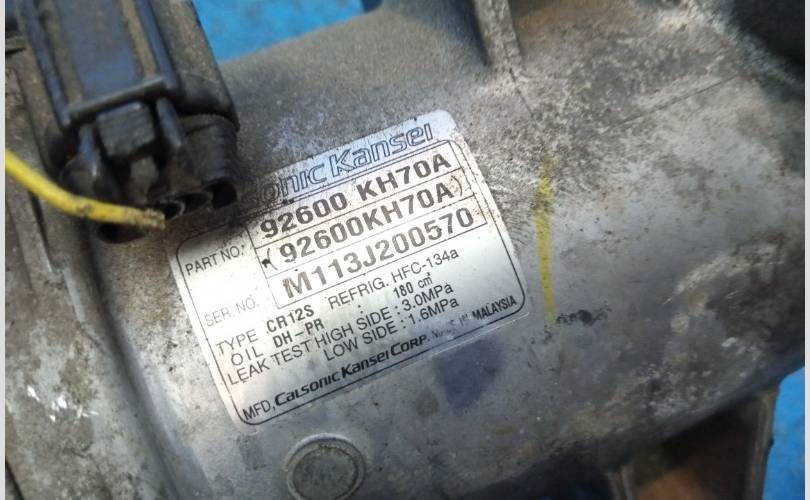 Calsonic Kansei
PART NO. 92600 KH70A
(92600KH70A)
SER. NO. M113J200570
TYPE : CR12S REFRIG. HFC-134a
OIL : DH-PR : 180 cm³
LEAK TEST HIGH SIDE : 3.0MPa
LOW SIDE : 1.6MPa
MFD, CALSONIC KANSEI CORP. MALAYSIA